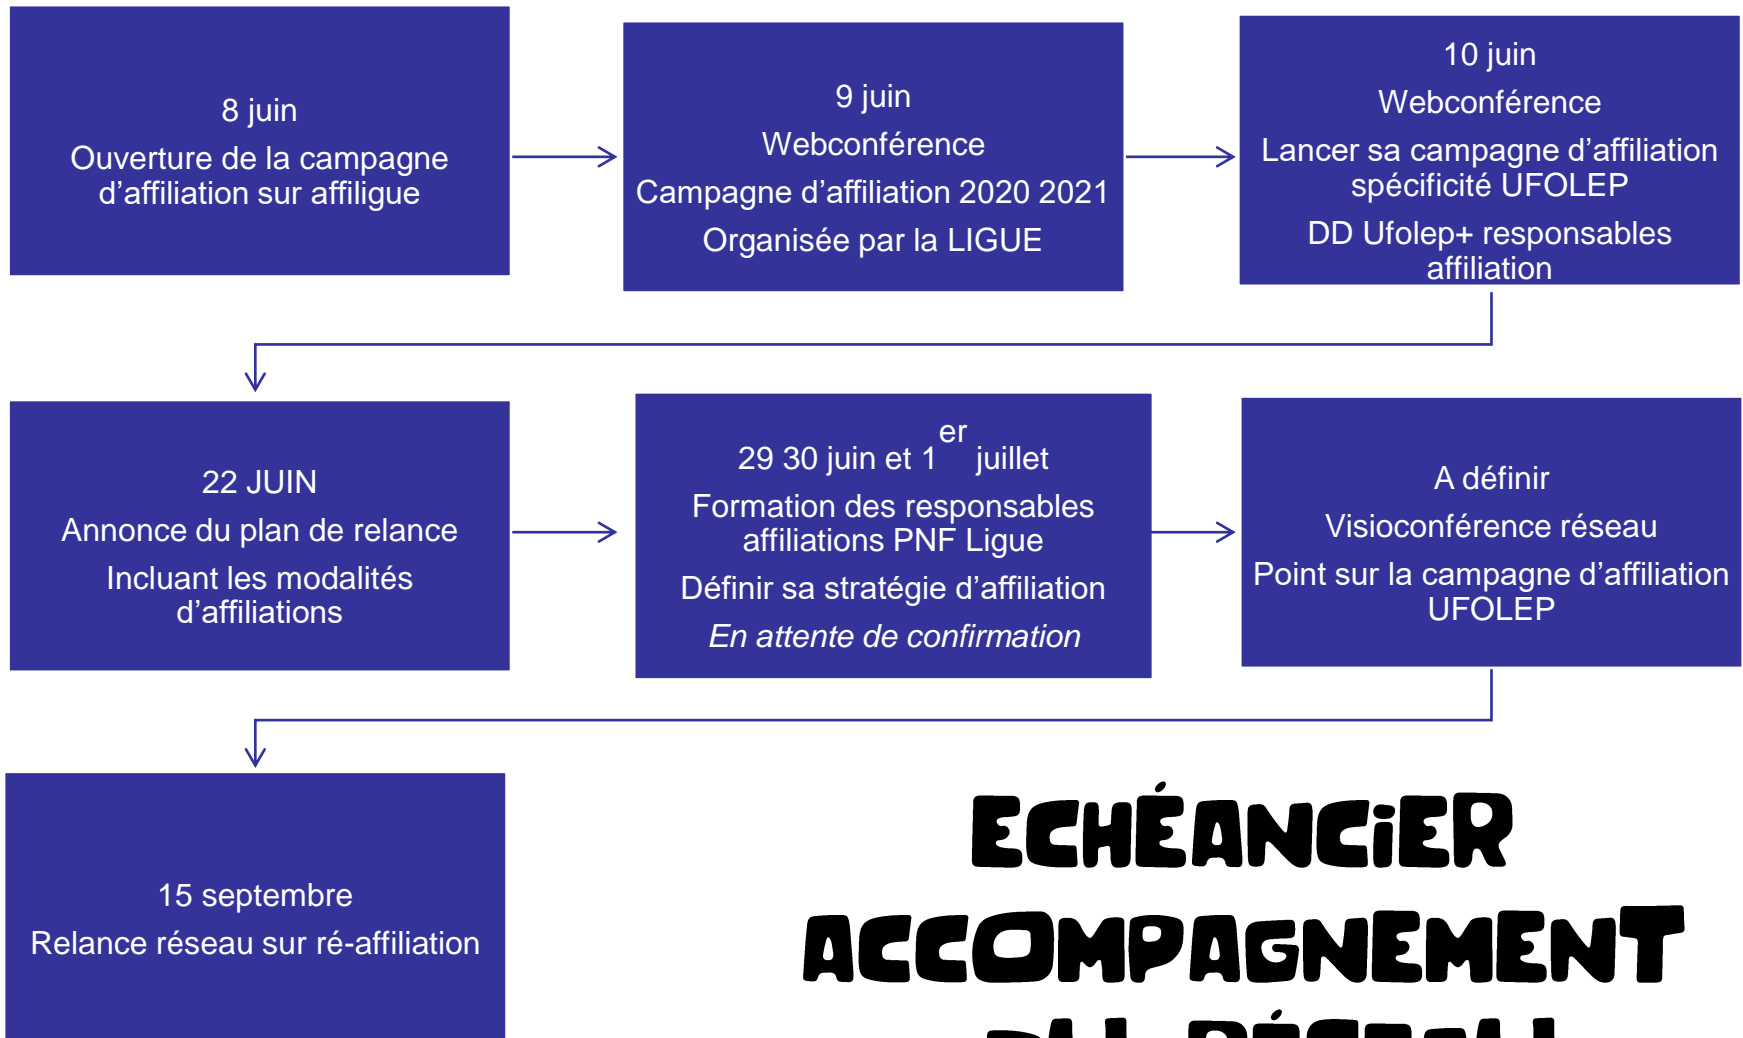 8 juin
Ouverture de la campagne
d'affiliation sur affiligue
9 juin
Webconférence
Campagne d'affiliation 2020 2021
Organisée par la LIGUE
10 juin
Webconférence
Lancer sa campagne d'affiliation
spécificité UFOLEP
DD Ufolep+ responsables
affiliation
22 JUIN
Annonce du plan de relance
Incluant les modalités
d'affiliations
29 30 juin et 1er juillet
Formation des responsables
affiliations PNF Ligue
Définir sa stratégie d'affiliation
En attente de confirmation
A définir
Visioconférence réseau
Point sur la campagne d'affiliation
UFOLEP
15 septembre
Relance réseau sur ré-affiliation
ECHÉANCiER
ACCOMPAGNEMENT
DU RÉSEAU